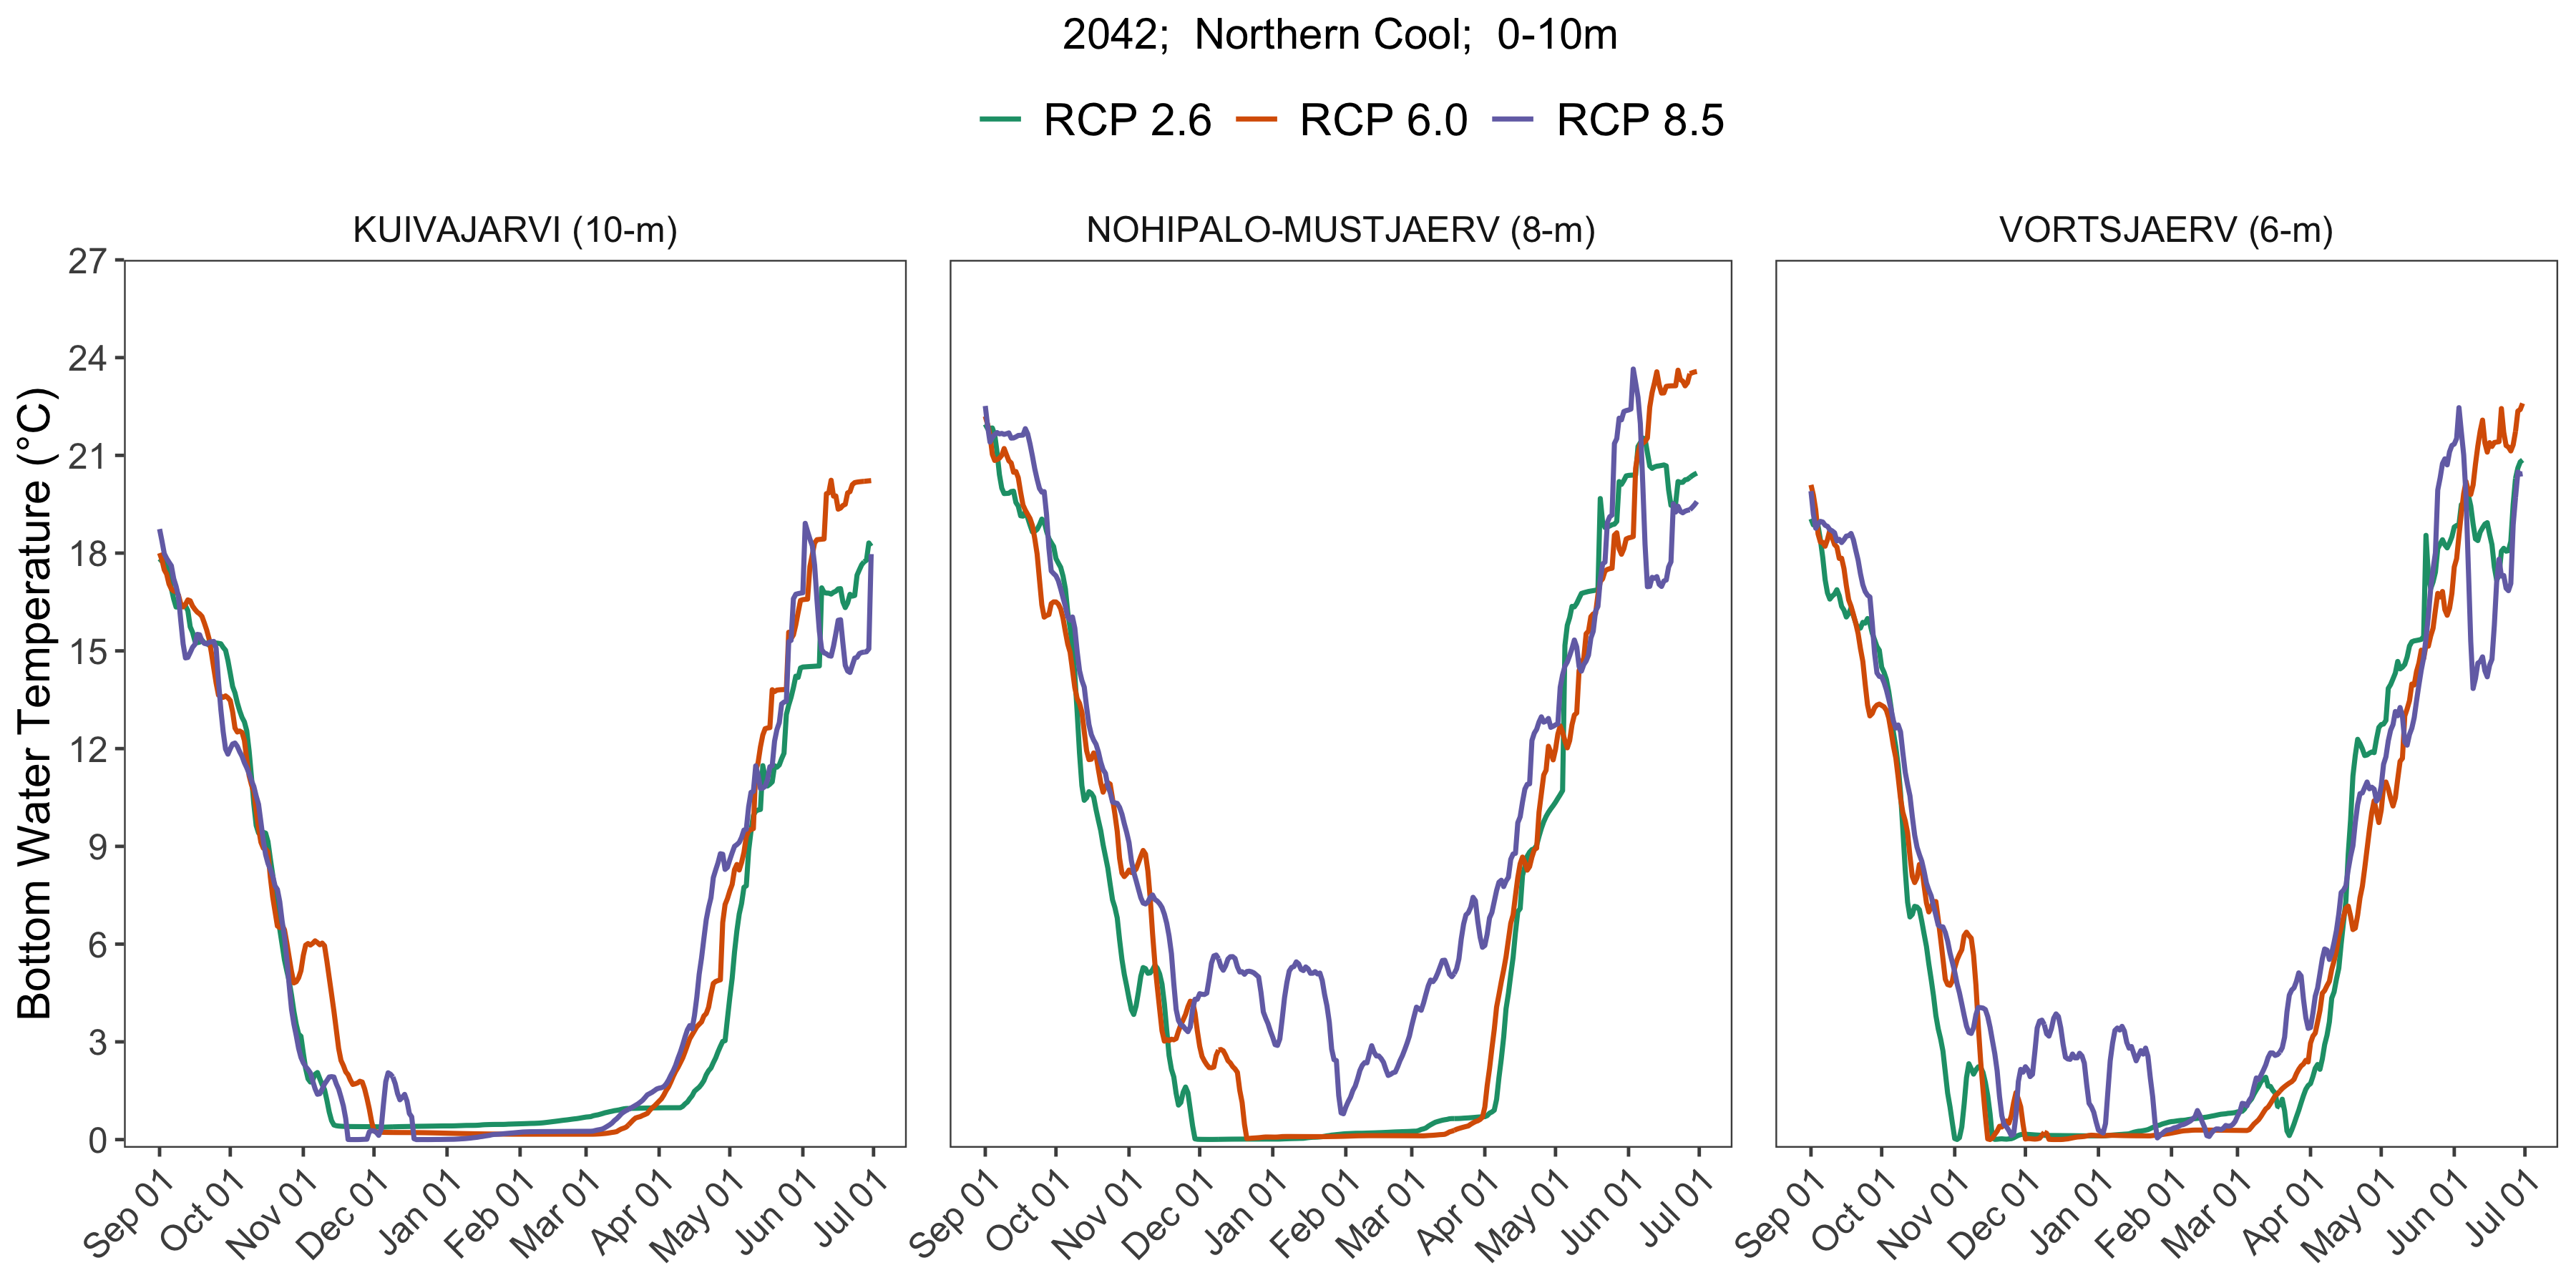 2042;  Northern Cool;  0-10m
RCP 2.6 RCP 6.0 RCP 8.5
KUIVAJARVI (10-m) NOHIPALO-MUSTJAERV (8-m) VORTSJAERV (6-m)
Bottom Water Temperature (°C)
27
24
21
18
15
12
9
6
3
0
Sep 01 Oct 01 Nov 01 Dec 01 Jan 01 Feb 01 Mar 01 Apr 01 May 01 Jun 01 Jul 01 Sep 01 Oct 01 Nov 01 Dec 01 Jan 01 Feb 01 Mar 01 Apr 01 May 01 Jun 01 Jul 01 Sep 01 Oct 01 Nov 01 Dec 01 Jan 01 Feb 01 Mar 01 Apr 01 May 01 Jun 01 Jul 01